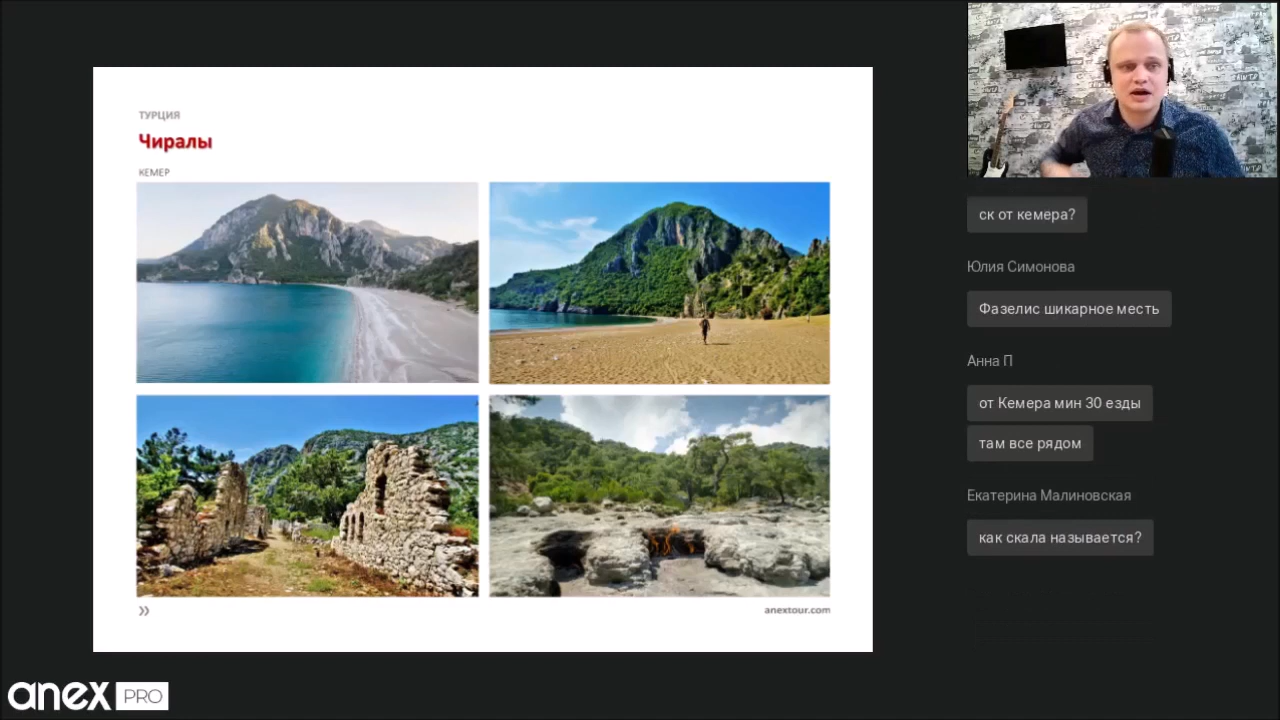 ТУРЦИЯ
Чиралы
КЕМЕР
anextour.com
anex PRO
ск от кемера?
Юлия Симонова
Фазелис шикарное месть
Анна П
от Кемера мин 30 езды
там все рядом
Екатерина Малиновская
как скала называется?